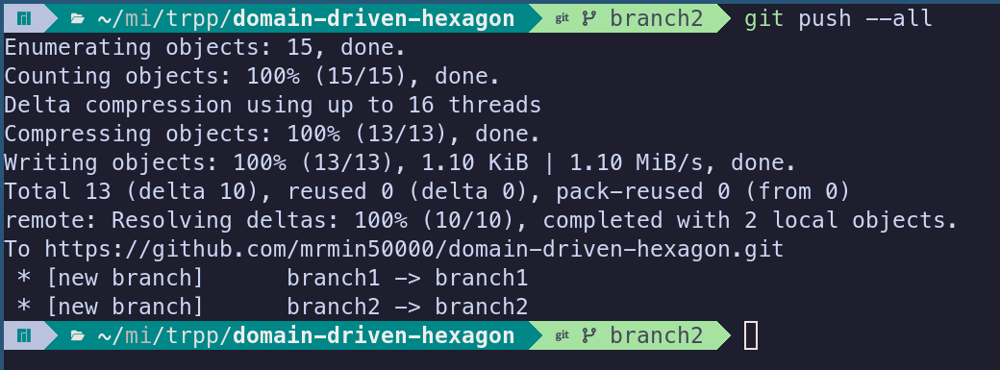 ~/mi/trpp/domain-driven-hexagon git branch2 git push --all
Enumerating objects: 15, done.
Counting objects: 100% (15/15), done.
Delta compression using up to 16 threads
Compressing objects: 100% (13/13), done.
Writing objects: 100% (13/13), 1.10 KiB | 1.10 MiB/s, done.
Total 13 (delta 10), reused 0 (delta 0), pack-reused 0 (from 0)
remote: Resolving deltas: 100% (10/10), completed with 2 local objects.
To https://github.com/mrmin50000/domain-driven-hexagon.git
 * [new branch]      branch1 -> branch1
 * [new branch]      branch2 -> branch2
~/mi/trpp/domain-driven-hexagon git branch2